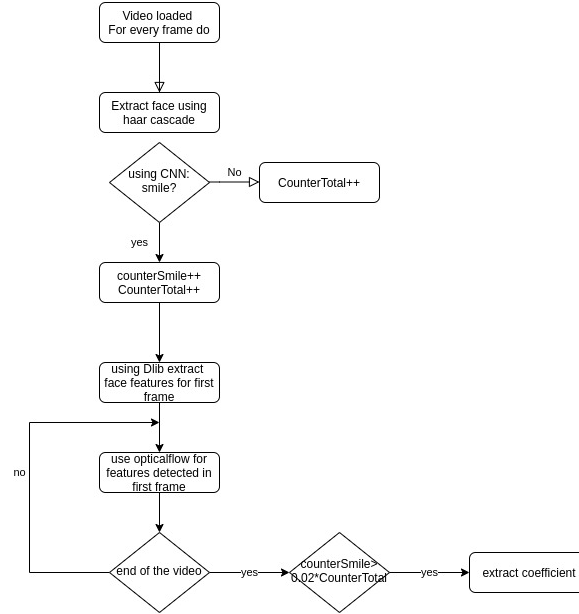 Video loaded
For every frame do
Extract face using
haar cascade
using CNN:
smile?
No
CounterTotal++
yes
counterSmile++
CounterTotal++
using Dlib extract
face features for first
frame
no
use opticalflow for
features detected in
first frame
end of the video
yes
counterSmile>
0.02*CounterTotal
yes
extract coefficient